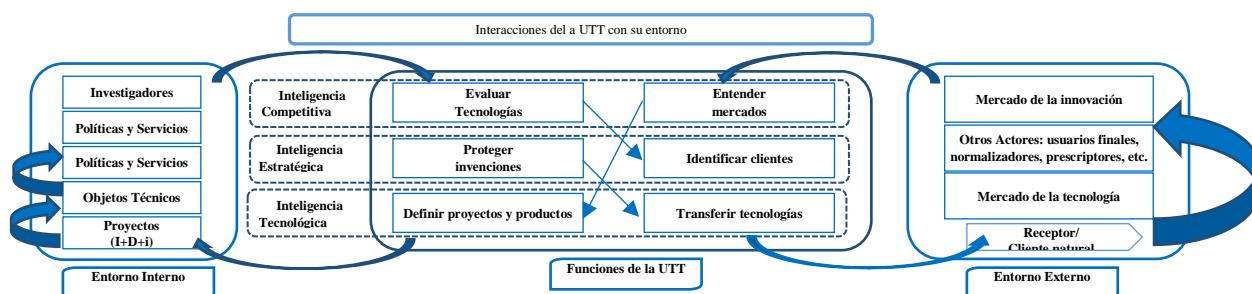 Interacciones del a UTT con su entorno
Investigadores
Políticas y Servicios
Políticas y Servicios
Objetos Técnicos
Proyectos
(I+D+i)
Entorno Interno
Inteligencia
Competitiva
Evaluar
Tecnologías
Entender
mercados
Inteligencia
Estratégica
Proteger
invenciones
Identificar clientes
Inteligencia
Tecnológica
Definir proyectos y productos
Transferir tecnologías
Funciones de la UTT
Mercado de la innovación
Otros Actores: usuarios finales,
normalizadores, prescriptores, etc.
Mercado de la tecnología
Receptor/
Cliente natural
Entorno Externo